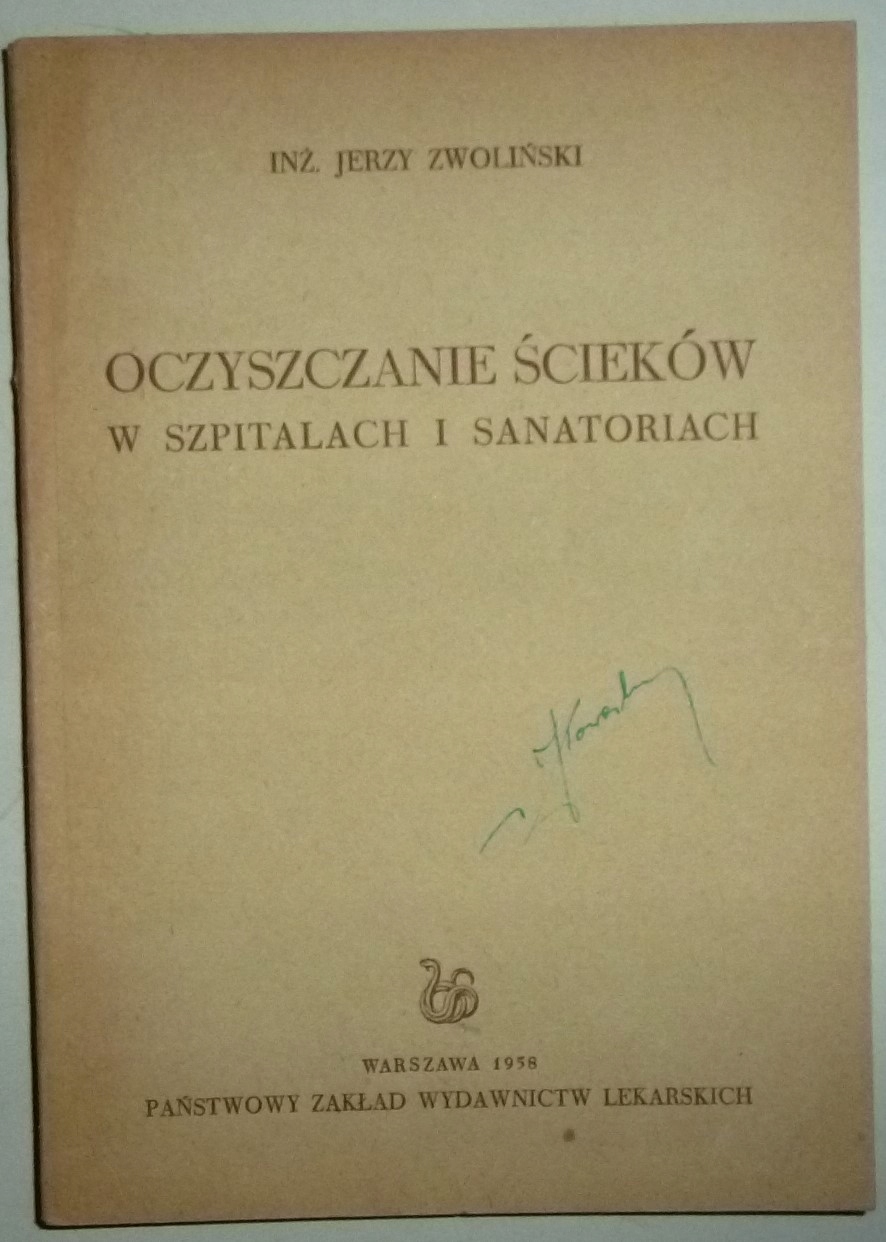 INŻ. JERZY ZWOLIŃSKI
OCZYSZCZANIE ŚCIEKÓW
W SZPITALACH I SANATORIACH
WARSZAWA 1958
PAŃSTWOWY ZAKŁAD WYDAWNICTW LEKARSKICH